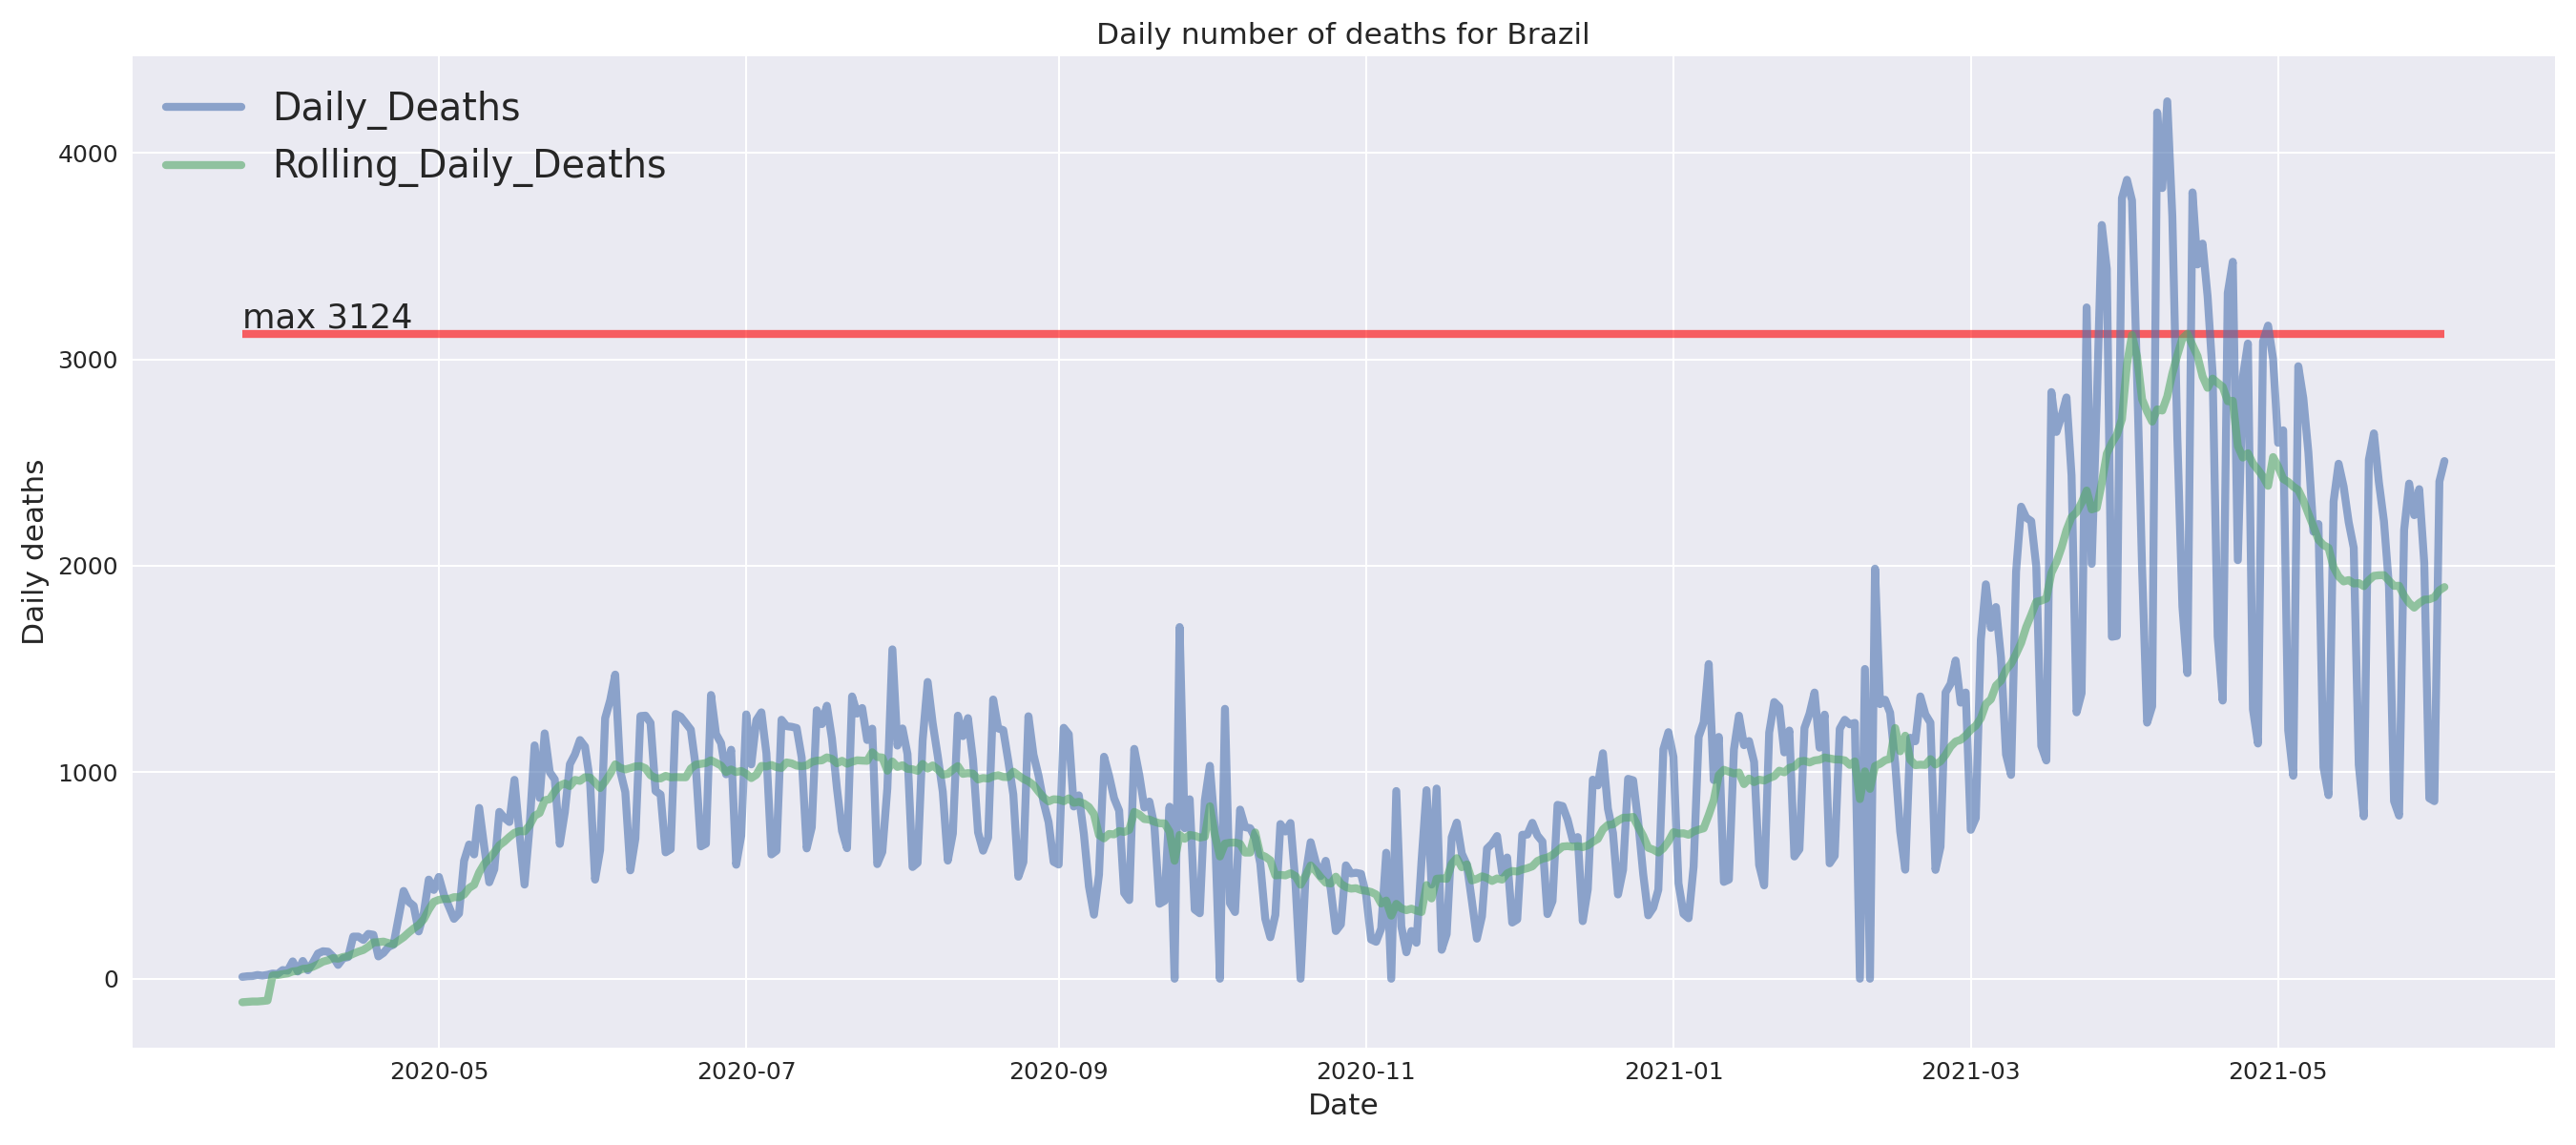 Daily number of deaths for Brazil
Daily_Deaths
Rolling_Daily_Deaths
max 3124
Daily deaths
4000
3000
2000
1000
0
2020-05 2020-07 2020-09 2020-11 2021-01 2021-03 2021-05
Date